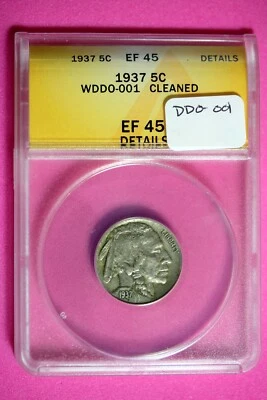 1937 5C EF 45 DETAILS
1937 5C
WDDO-001 CLEANED
DDO-001
EF 45
DETAILS
LIBERTY
1937